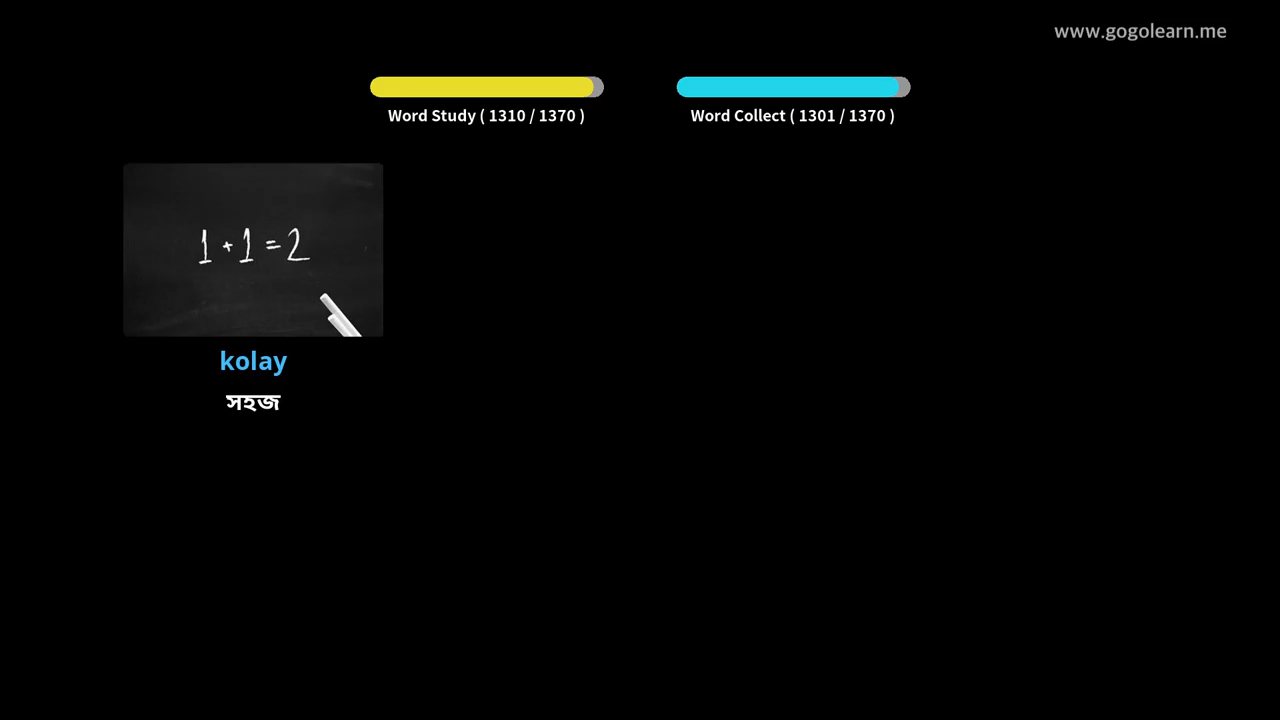 www.gogolearn.me
Word Study ( 1310 / 1370 )
Word Collect ( 1301 / 1370 )
1 + 1 = 2
kolay
সহজ